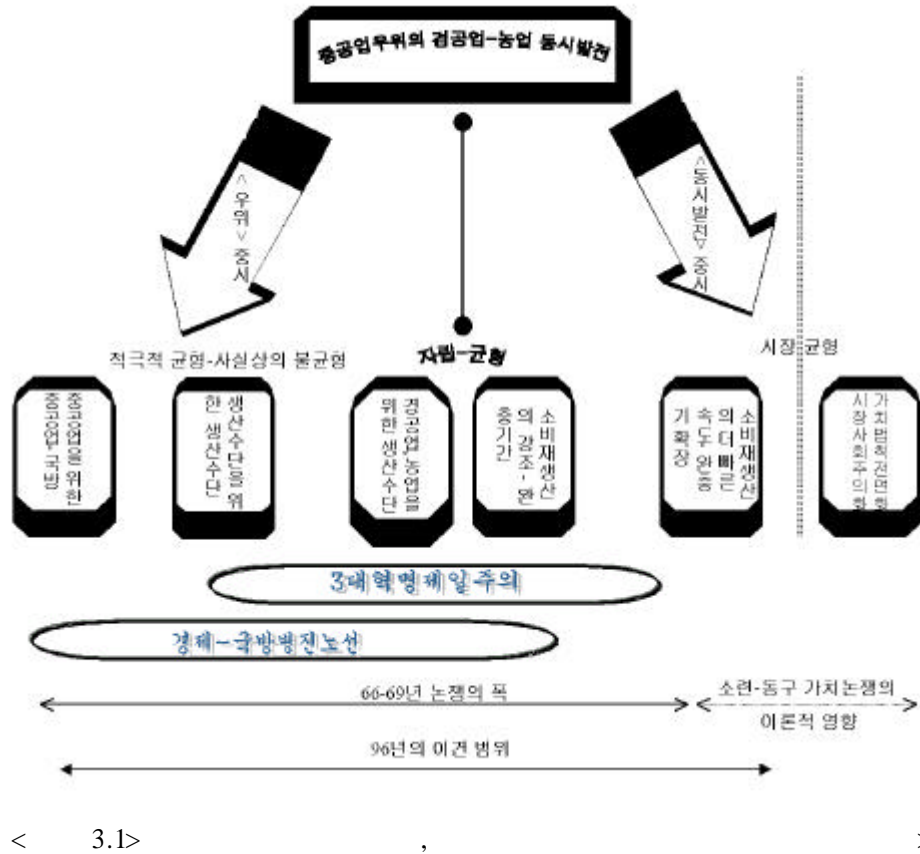 중공업우위의 경공업-농업 동시발전
<우위> 중시
<동시발전> 중시
적극적 균형-사실상의 불균형
자립-균형
시장 균형
중공업을 위한
중공업, 국방
생산수단을 위
한 생산수단
경공업,농업을
위한 생산수단
소비재생산
의 강조-완
충기간
소비재생산
의 더 빠른
속도, 완충
기 확장
가치법칙전면형
시장사회주의형
3대혁명제일주의
경제-국방병진노선
66-69년 논쟁의 폭
소련-동구 가치논쟁의
이론적 영향
96년의 이견 범위
< 3.1> ,